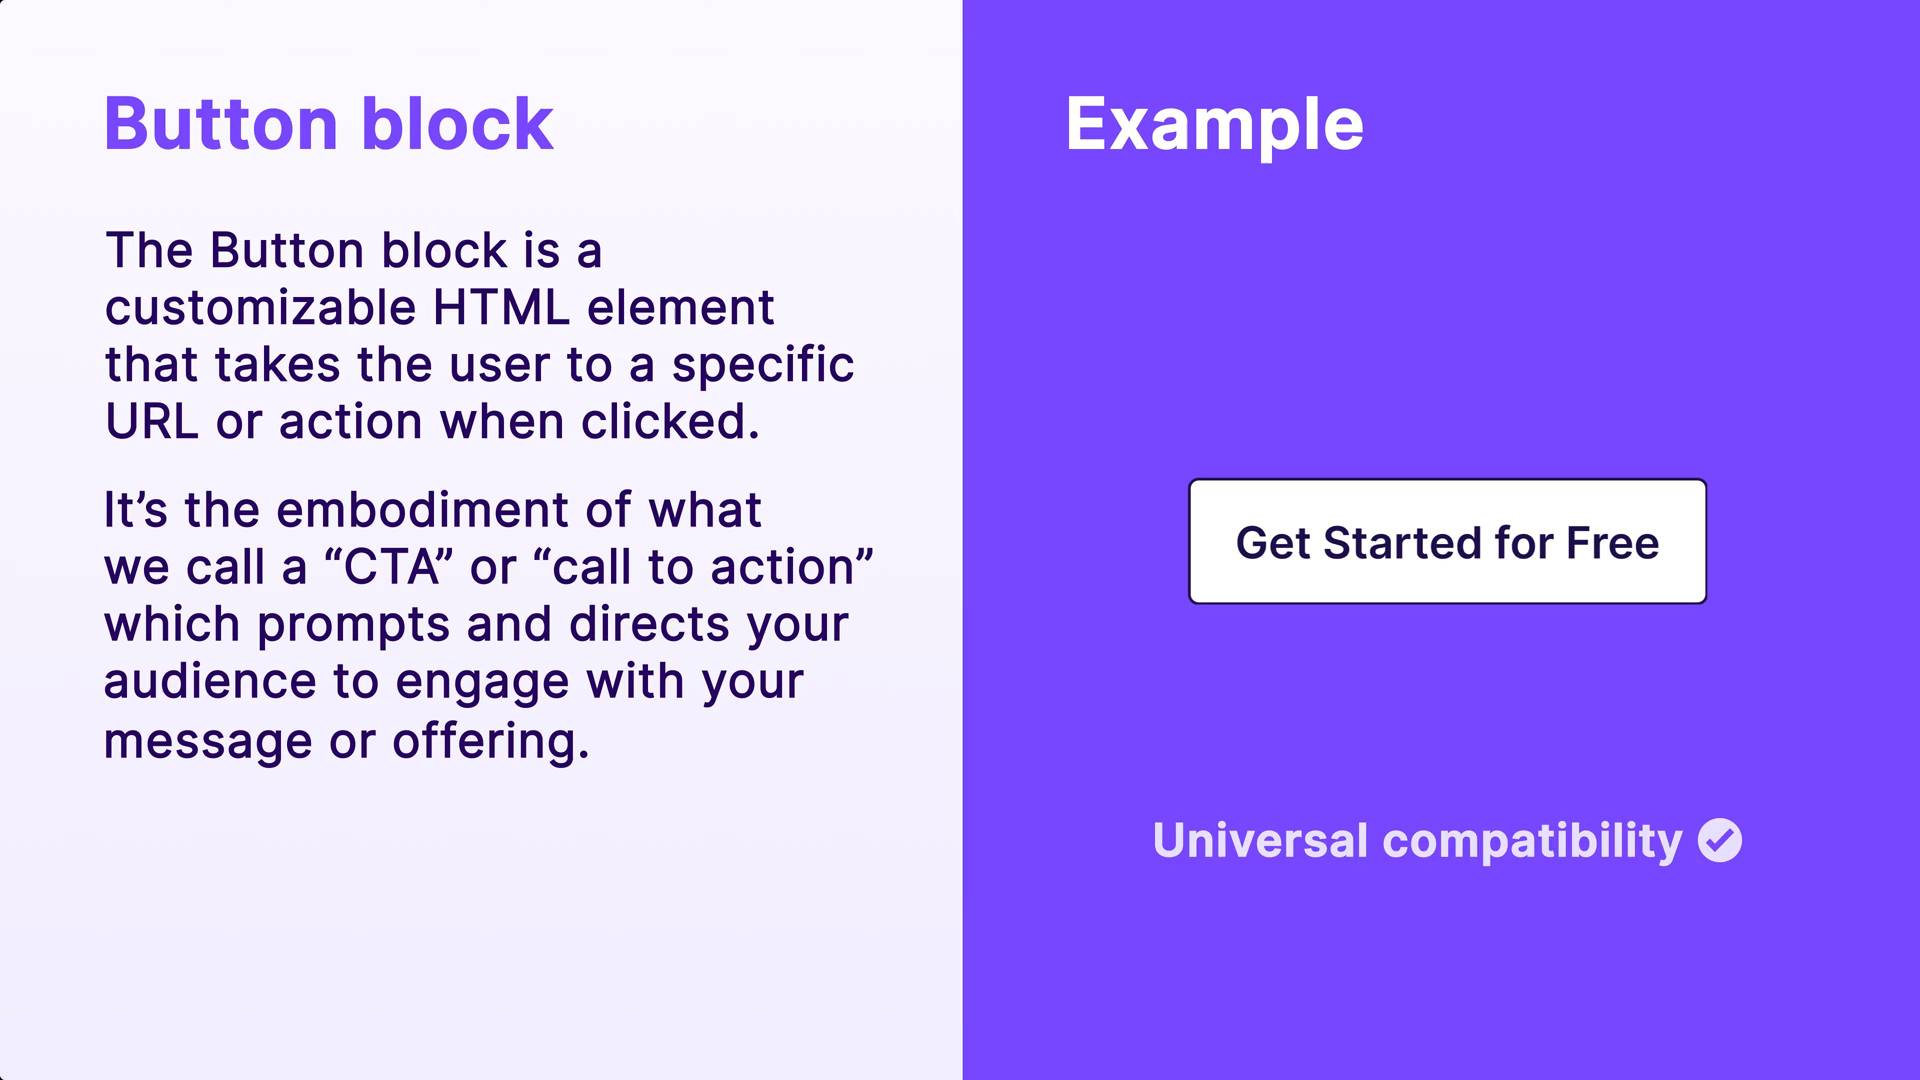 Button block
The Button block is a
customizable HTML element
that takes the user to a specific
URL or action when clicked.
It’s the embodiment of what
we call a “CTA” or “call to action”
which prompts and directs your
audience to engage with your
message or offering.
Example
Get Started for Free
Universal compatibility